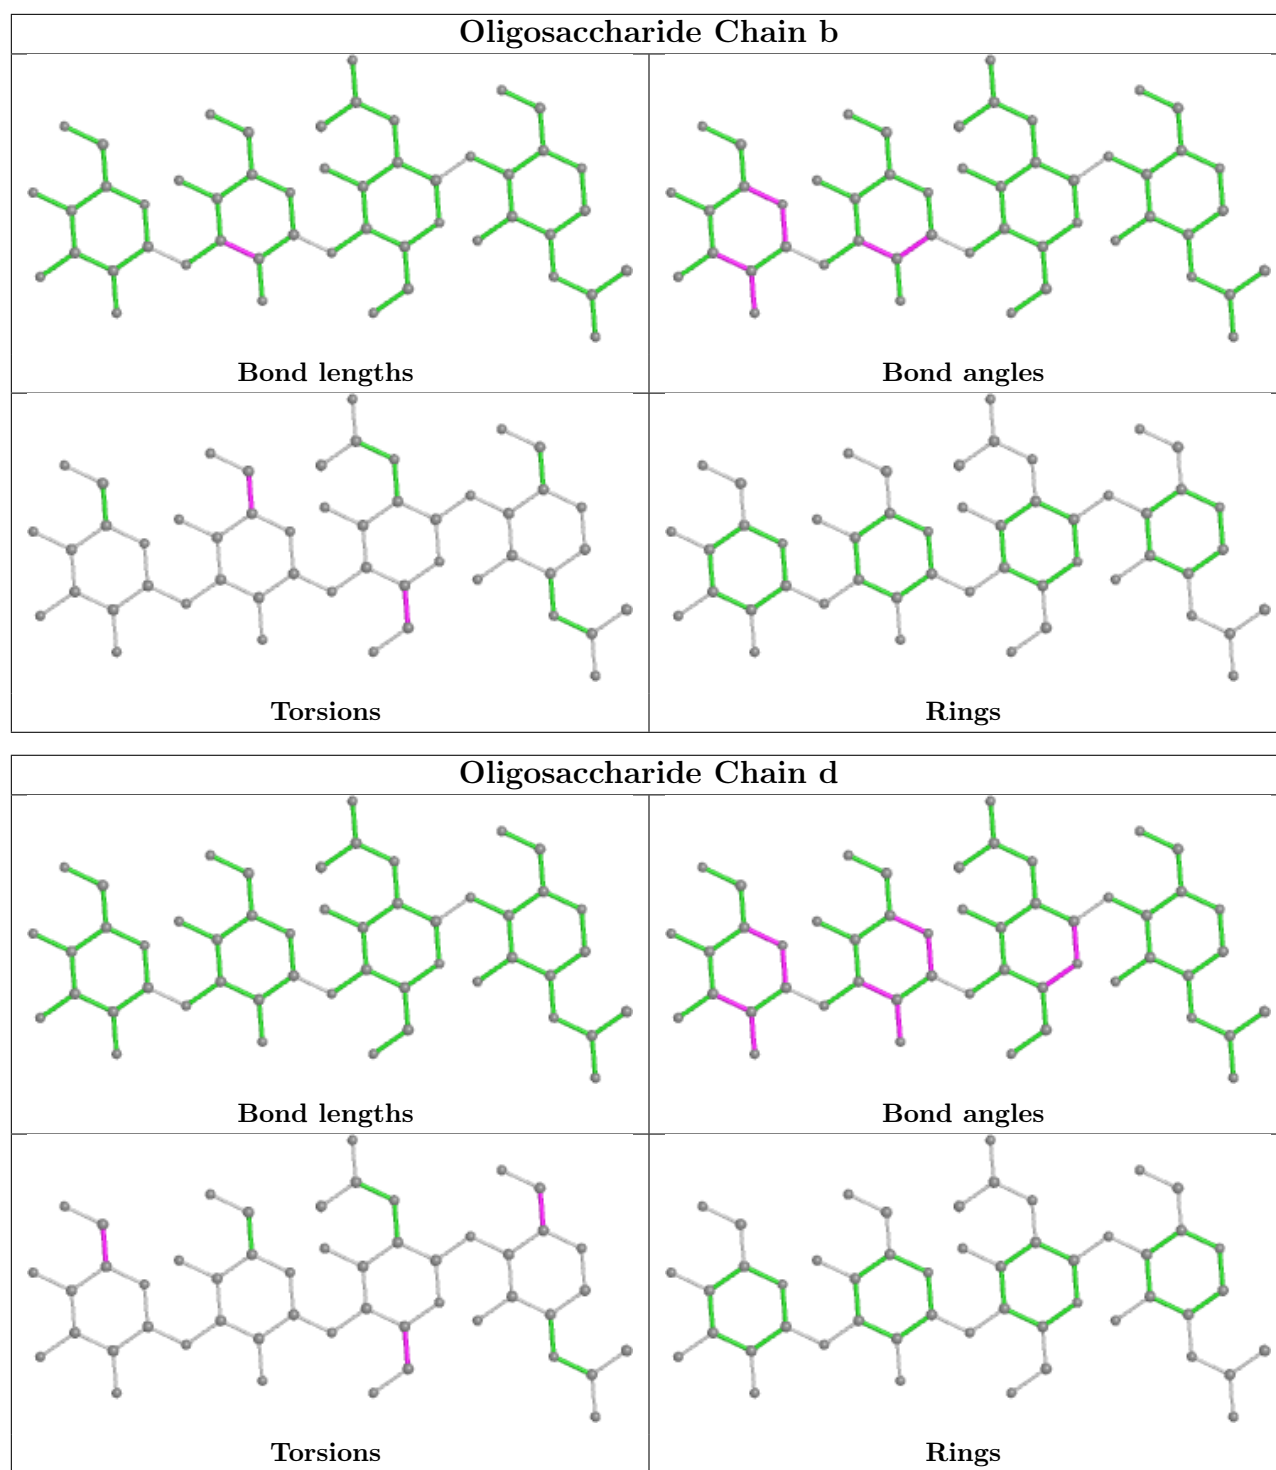 Oligosaccharide Chain b
Bond lengths
Bond angles
Torsions
Rings
Oligosaccharide Chain d
Bond lengths
Bond angles
Torsions
Rings